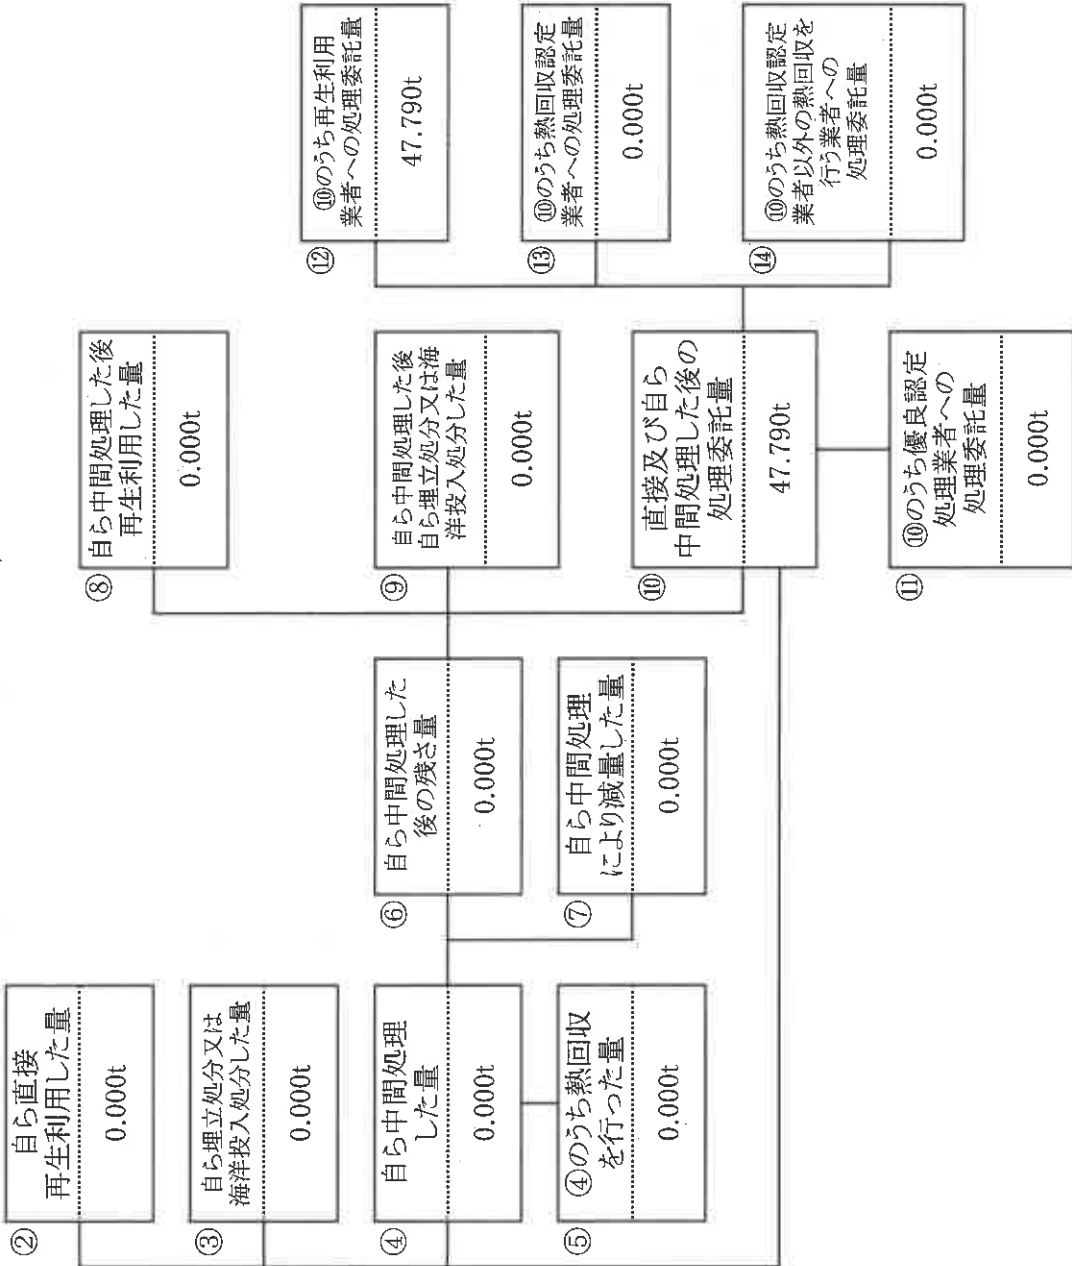 ②
自ら直接
再生利用した量
0.000t
③
自ら埋立処分又は
海洋投入処分した量
0.000t
④
自ら中間処理
した量
0.000t
⑤
④のうち熱回収
を行った量
0.000t
⑥
自ら中間処理した
後の残さ量
0.000t
⑦
自ら中間処理
により減量した量
0.000t
⑧
自ら中間処理した後
再生利用した量
0.000t
⑨
自ら中間処理した後
自ら埋立処分又は海
洋投入処分した量
0.000t
⑩
直接及び自ら
中間処理した後の
処理委託量
47.790t
⑪
⑩のうち優良認定
処理業者への
処理委託量
0.000t
⑫
⑩のうち再生利用
業者への処理委託量
47.790t
⑬
⑩のうち熱回収認定
業者への処理委託量
0.000t
⑭
⑩のうち熱回収認定
業者以外の熱回収を
行う業者への
処理委託量
0.000t